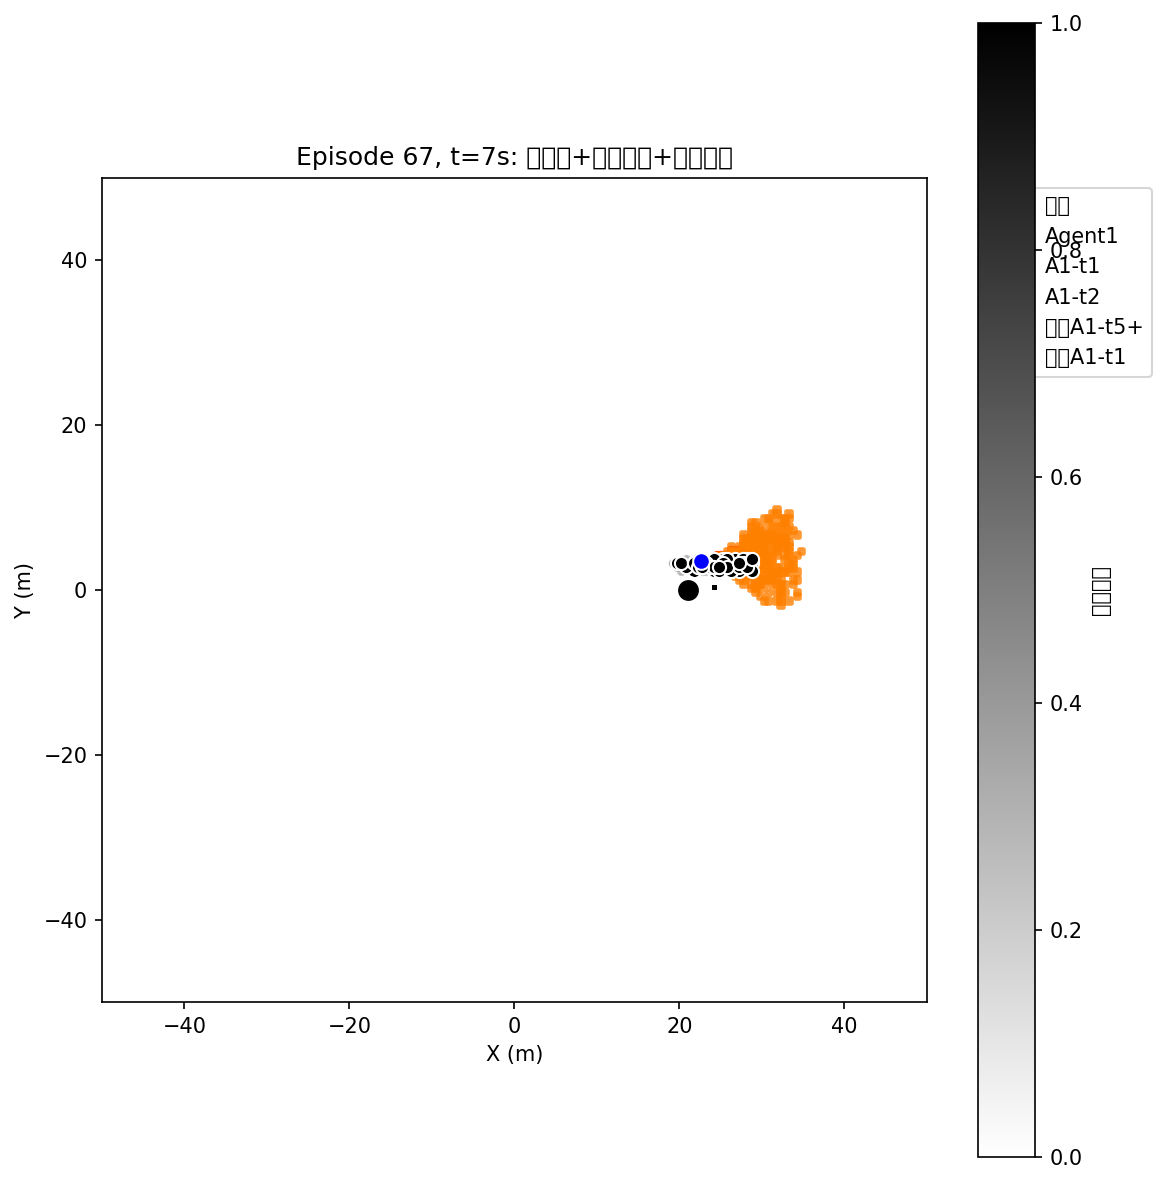 Episode 67, t=7s: □□□+□□□□+□□□□
1.0
□□
Agent1
0.8
A1-t1
A1-t2
□□A1-t5+
□□A1-t1
0.6
0.4
0.2
0.0
□□□□
40
20
0
−20
−40
Y (m)
−40
−20
0
20
40
X (m)